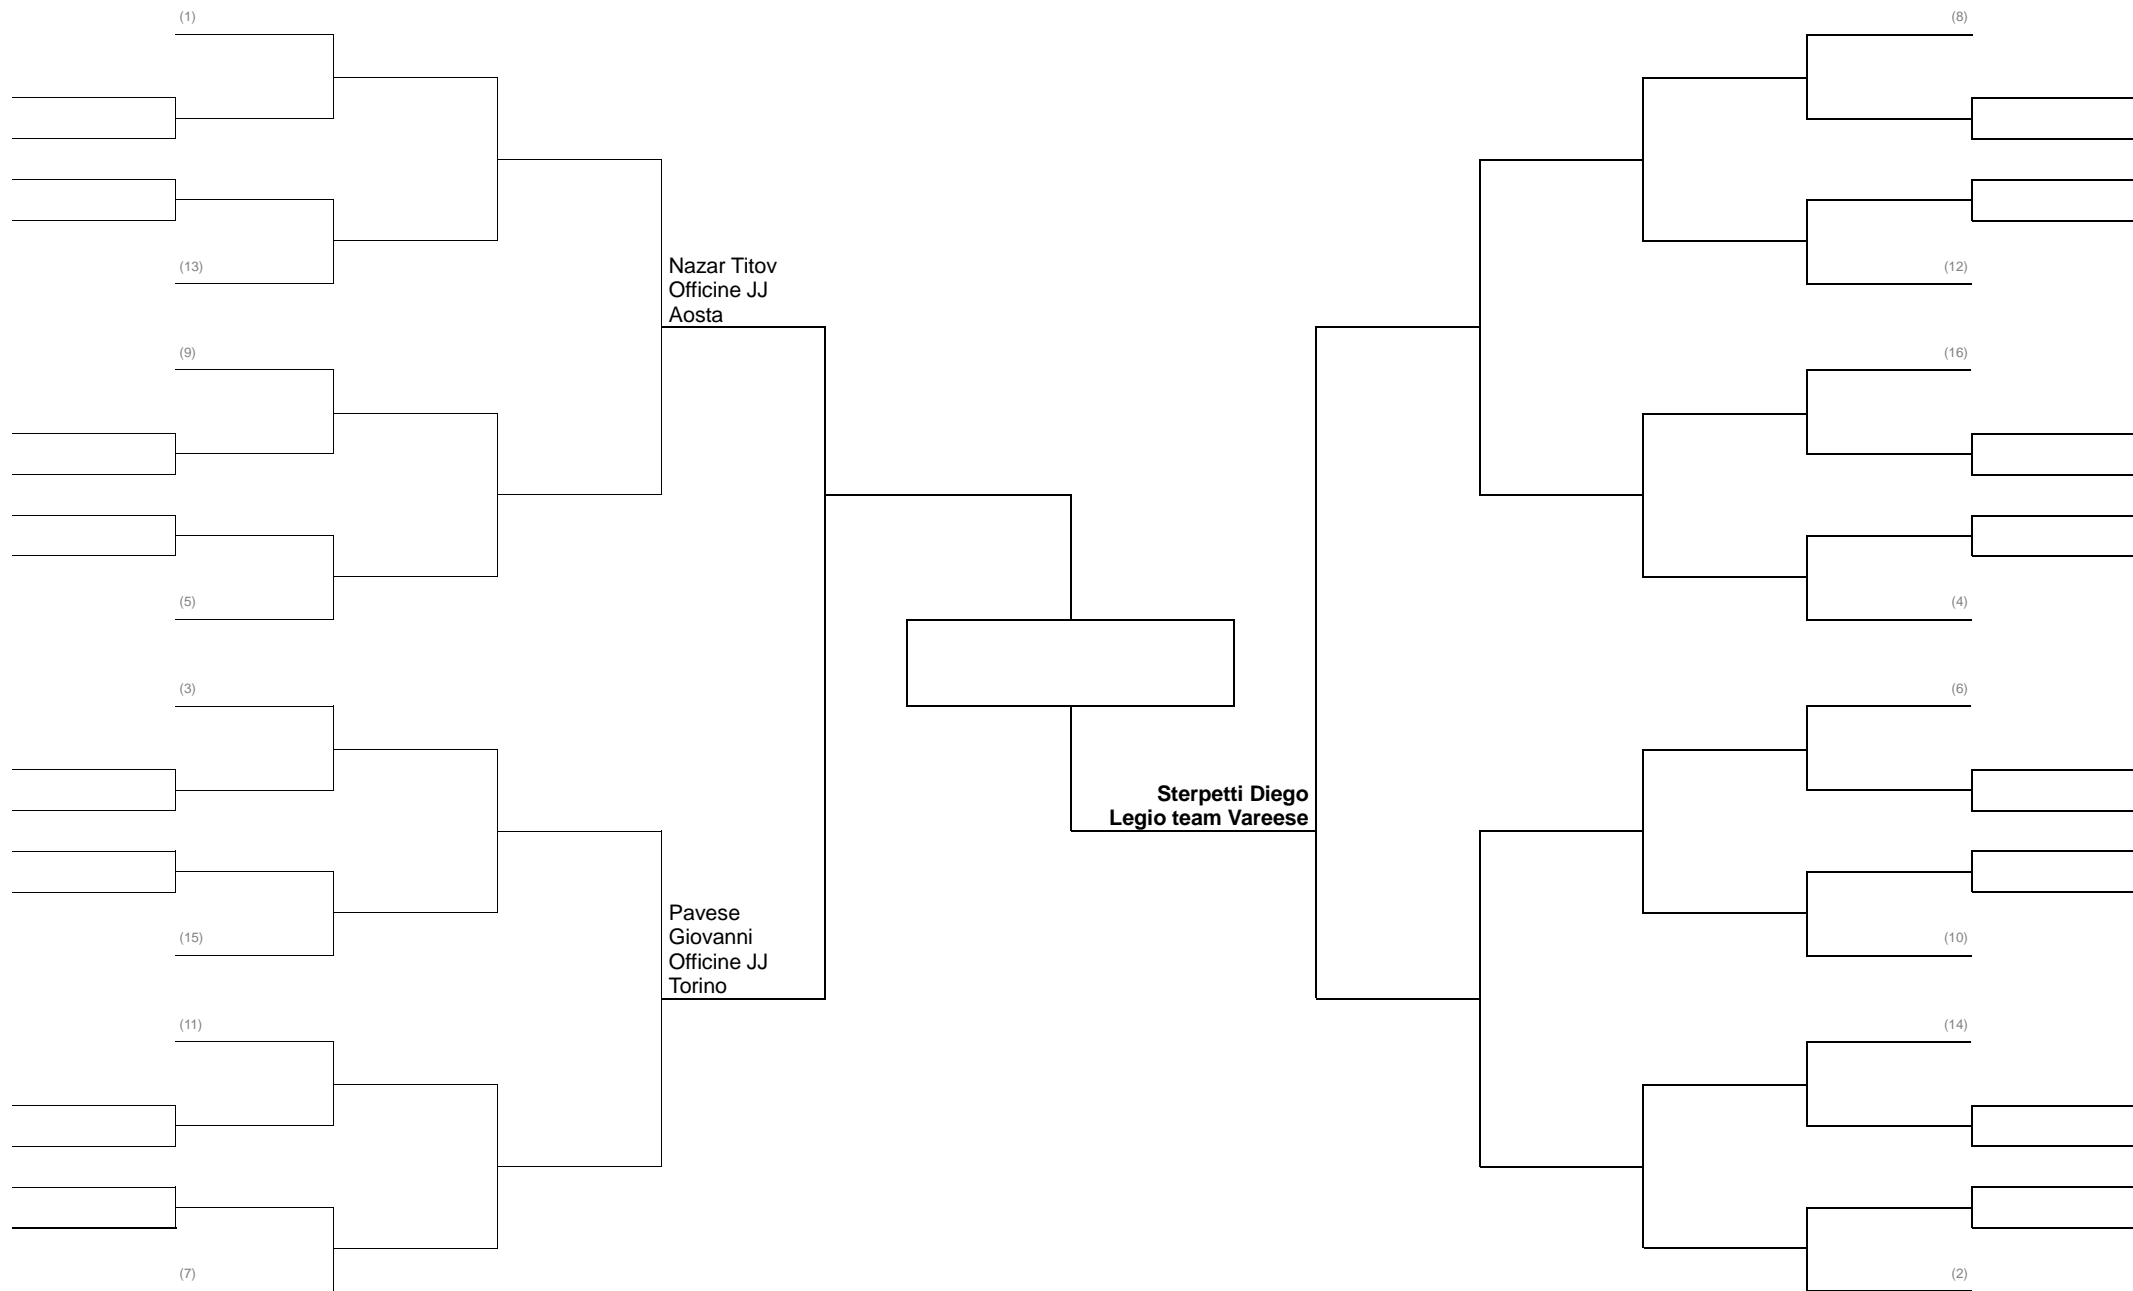 (1)
(8)
(13)
(12)
Nazar Titov
Officine JJ
Aosta
(9)
(16)
(5)
(4)
(3)
(6)
Sterpetti Diego
Legio team Vareese
Pavese
Giovanni
Officine JJ
Torino
(15)
(10)
(11)
(14)
(7)
(2)